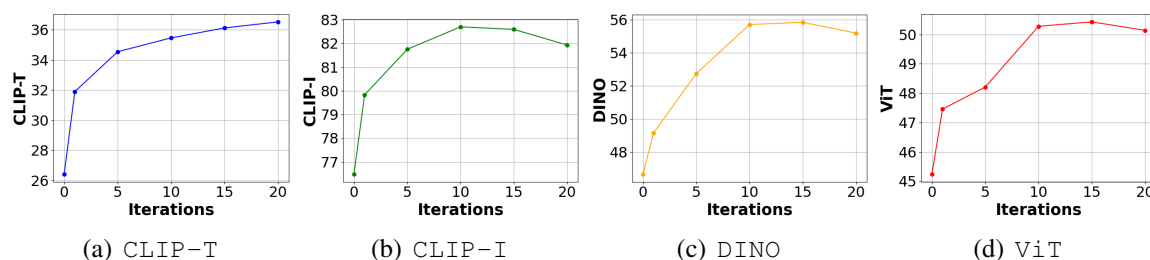 CLIP-T
36
34
32
30
28
26
0 5 10 15 20
Iterations
(a) CLIP-T
CLIP-I
83
82
81
80
79
78
77
0 5 10 15 20
Iterations
(b) CLIP-I
DINO
56
54
52
50
48
0 5 10 15 20
Iterations
(c) DINO
ViT
50
49
48
47
46
45
0 5 10 15 20
Iterations
(d) ViT